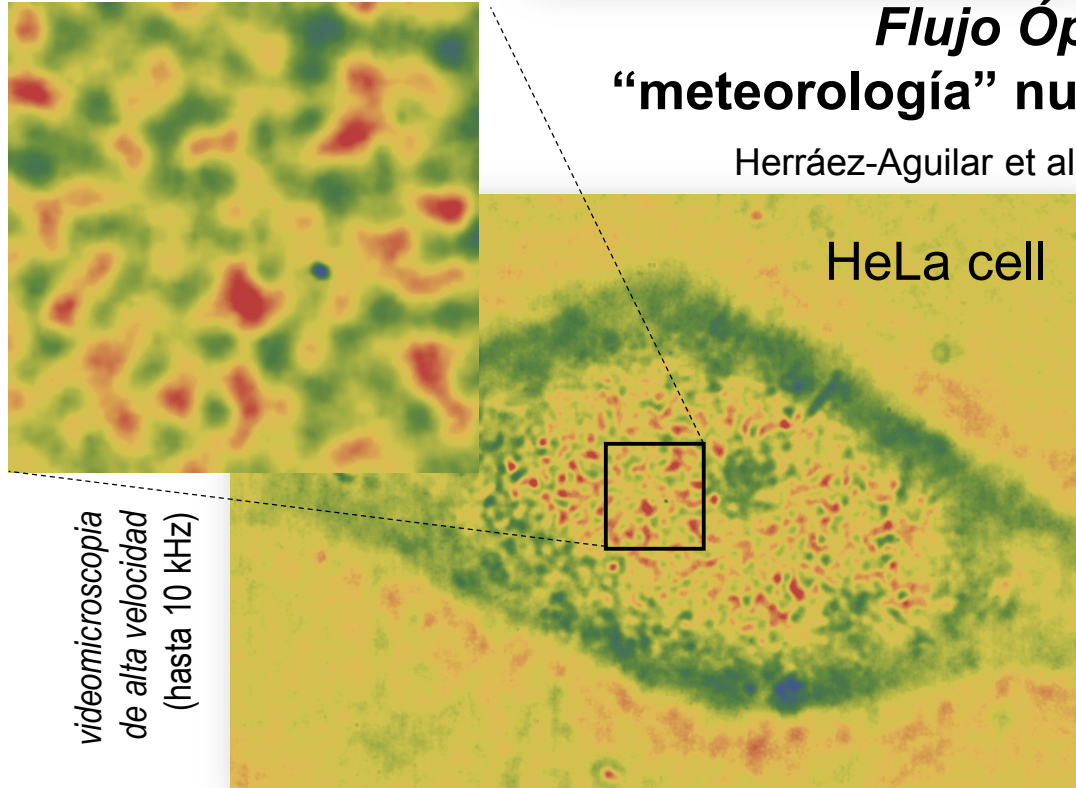 Flujo Óp
“meteorología” nu
Herráez-Aguilar et al
HeLa cell
videomicroscopia
de alta velocidad
(hasta 10 kHz)